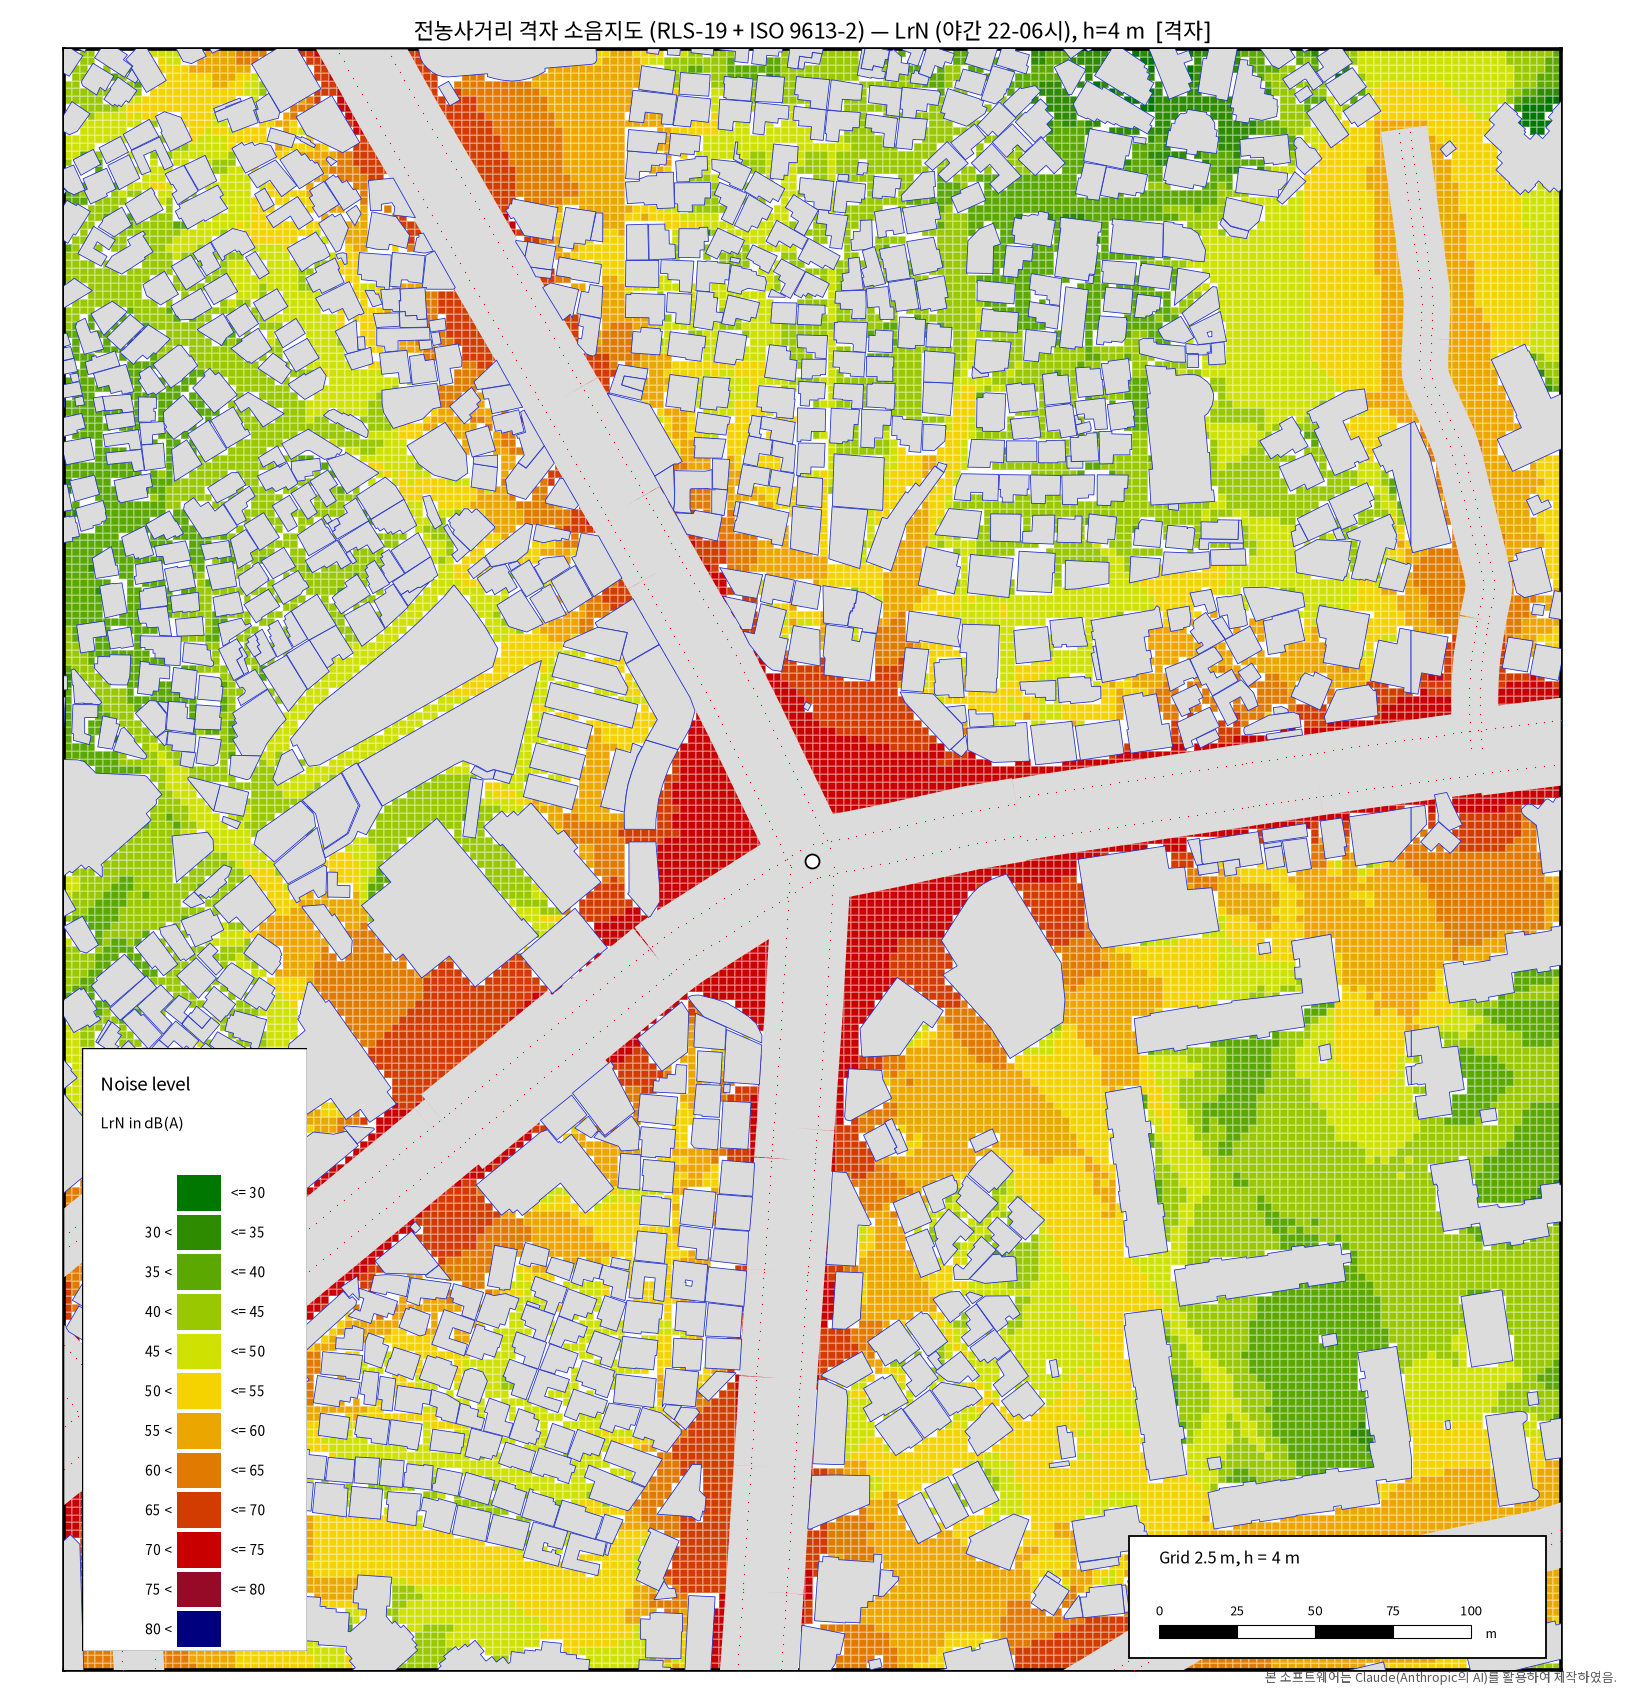 전농사거리 격자 소음지도 (RLS-19 + ISO 9613-2) — LrN (야간 22-06시), h=4 m  [격자]
Noise level
LrN in dB(A)
<= 30
30 < <= 35
35 < <= 40
40 < <= 45
45 < <= 50
50 < <= 55
55 < <= 60
60 < <= 65
65 < <= 70
70 < <= 75
75 < <= 80
80 <
Grid 2.5 m, h = 4 m
0 25 50 75 100
m
본 소프트웨어는 Claude(Anthropic의 AI)를 활용하여 제작하였음.